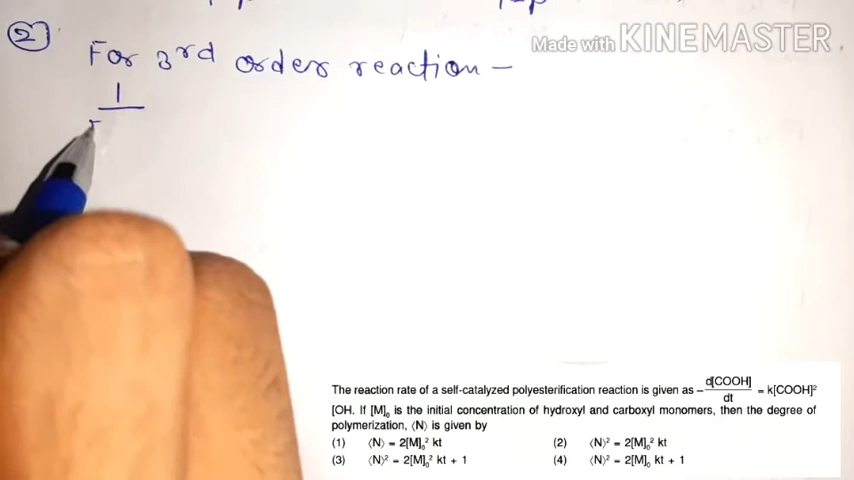 ② For 3rd order reaction –
1
Made with KINEMASTER
The reaction rate of a self-catalyzed polyesterification reaction is given as –d[COOH]/dt = k[COOH]²
[OH. If [M]₀ is the initial concentration of hydroxyl and carboxyl monomers, then the degree of
polymerization, ⟨N⟩ is given by
(1) ⟨N⟩ = 2[M]₀² kt (2) ⟨N⟩² = 2[M]₀² kt
(3) ⟨N⟩² = 2[M]₀² kt + 1 (4) ⟨N⟩² = 2[M]₀ kt + 1